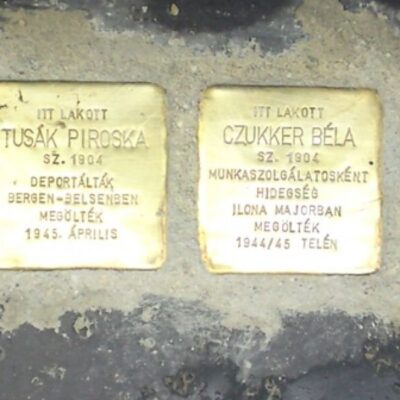 ITT LAKOTT
TUSÁK PIROSKA
SZ. 1904
DEPORTÁLTÁK
BERGEN-BELSENBEN
MEGÖLTÉK
1945. ÁPRILIS
ITT LAKOTT
CZUKKER BÉLA
SZ. 1904
MUNKASZOLGÁLATOSKÉNT
HIDEGSÉG
ILONA MAJORBAN
MEGÖLTÉK
1944/45 TELÉN